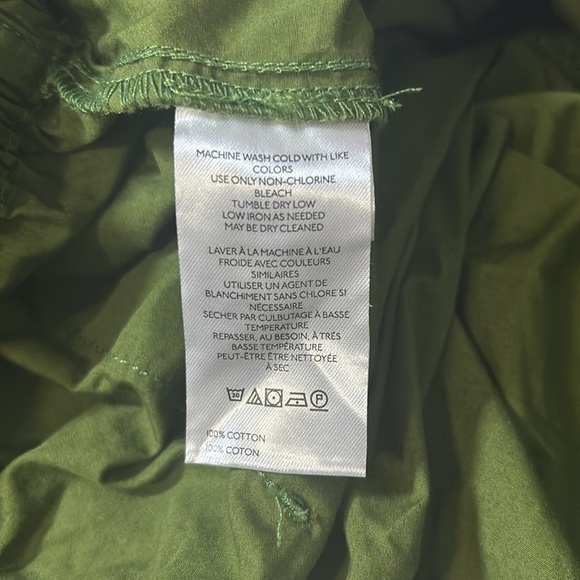 MACHINE WASH COLD WITH LIKE
COLORS
USE ONLY NON-CHLORINE
BLEACH
TUMBLE DRY LOW
LOW IRON AS NEEDED
MAY BE DRY CLEANED
LAVER À LA MACHINE À L'EAU
FROIDE AVEC COULEURS
SIMILAIRES
UTILISER UN AGENT DE
BLANCHIMENT SANS CHLORE SI
NÉCESSAIRE
SECHER PAR CULBUTAGE À BASSE
TEMPERATURE
REPASSER, AU BESOIN, À TRÉS
BASSE TEMPÉRATURE
PEUT-ÊTRE ÊTRE NETTOYÉE
À SEC
30 P
100% COTTON
100% COTON